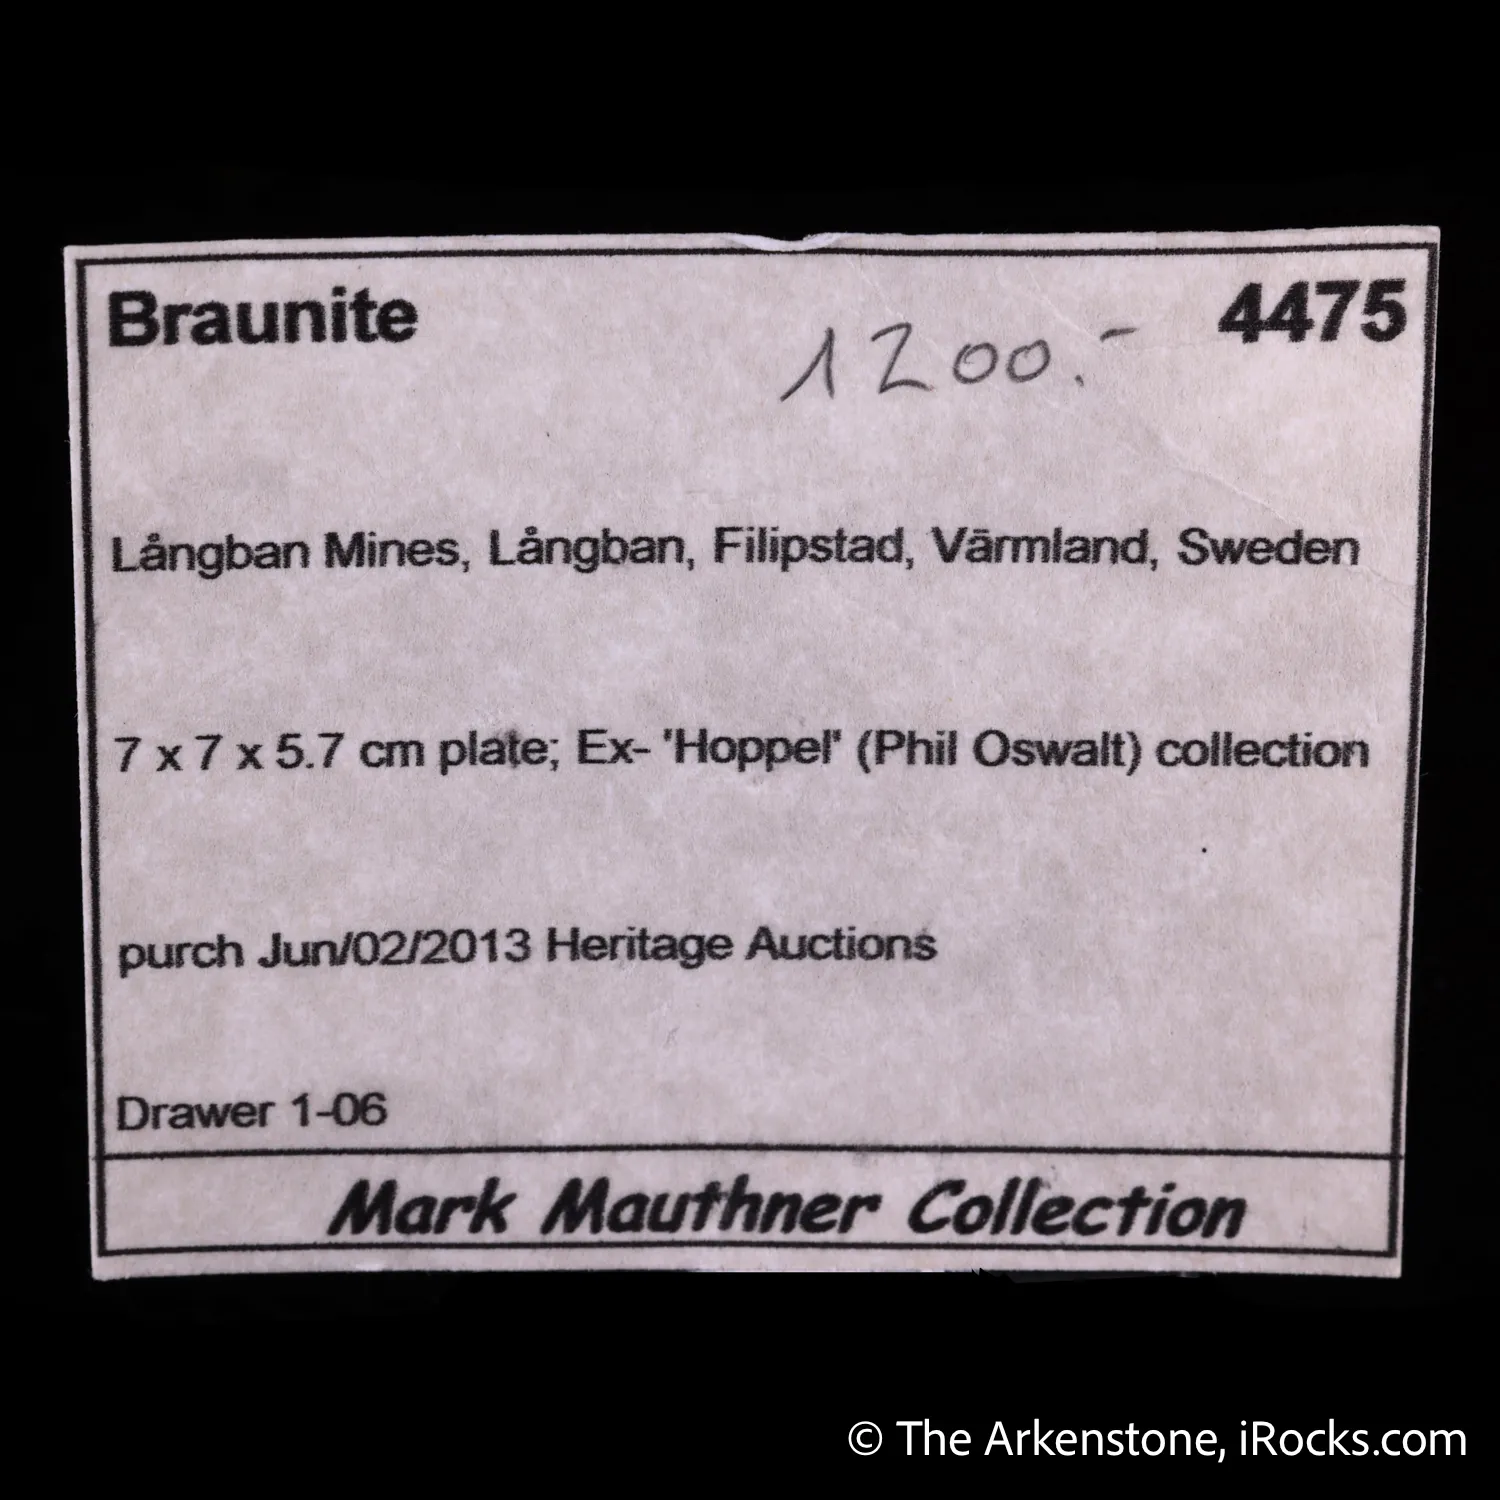 Braunite
4475
1200.-
Långban Mines, Långban, Filipstad, Värmland, Sweden
7 x 7 x 5.7 cm plate; Ex- 'Hoppel' (Phil Oswalt) collection
purch Jun/02/2013 Heritage Auctions
Drawer 1-06
Mark Mauthner Collection
© The Arkenstone, iRocks.com